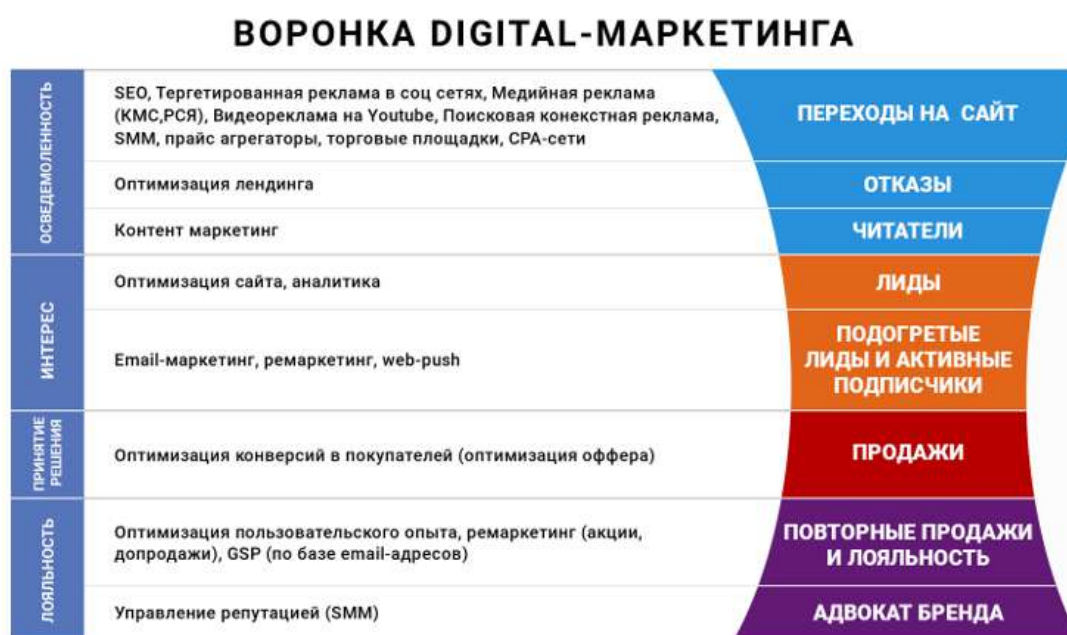 ВОРОНКА DIGITAL-МАРКЕТИНГА
ОСВЕДЕМОЛЕННОСТЬ
SEO, Тергетированная реклама в соц сетях, Медийная реклама
(КМС,РСЯ), Видеореклама на Youtube, Поисковая конекстная реклама,
SMM, прайс агрегаторы, торговые площадки, CPA-сети
ПЕРЕХОДЫ НА САЙТ
Оптимизация лендинга
ОТКАЗЫ
Контент маркетинг
ЧИТАТЕЛИ
ИНТЕРЕС
Оптимизация сайта, аналитика
ЛИДЫ
Email-маркетинг, ремаркетинг, web-push
ПОДОГРЕТЫЕ
ЛИДЫ И АКТИВНЫЕ
ПОДПИСЧИКИ
ПРИНЯТИЕ
РЕШЕНИЯ
Оптимизация конверсий в покупателей (оптимизация оффера)
ПРОДАЖИ
ЛОЯЛЬНОСТЬ
Оптимизация пользовательского опыта, ремаркетинг (акции,
допродажи), GSP (по базе email-адресов)
ПОВТОРНЫЕ ПРОДАЖИ
И ЛОЯЛЬНОСТЬ
Управление репутацией (SMM)
АДВОКАТ БРЕНДА